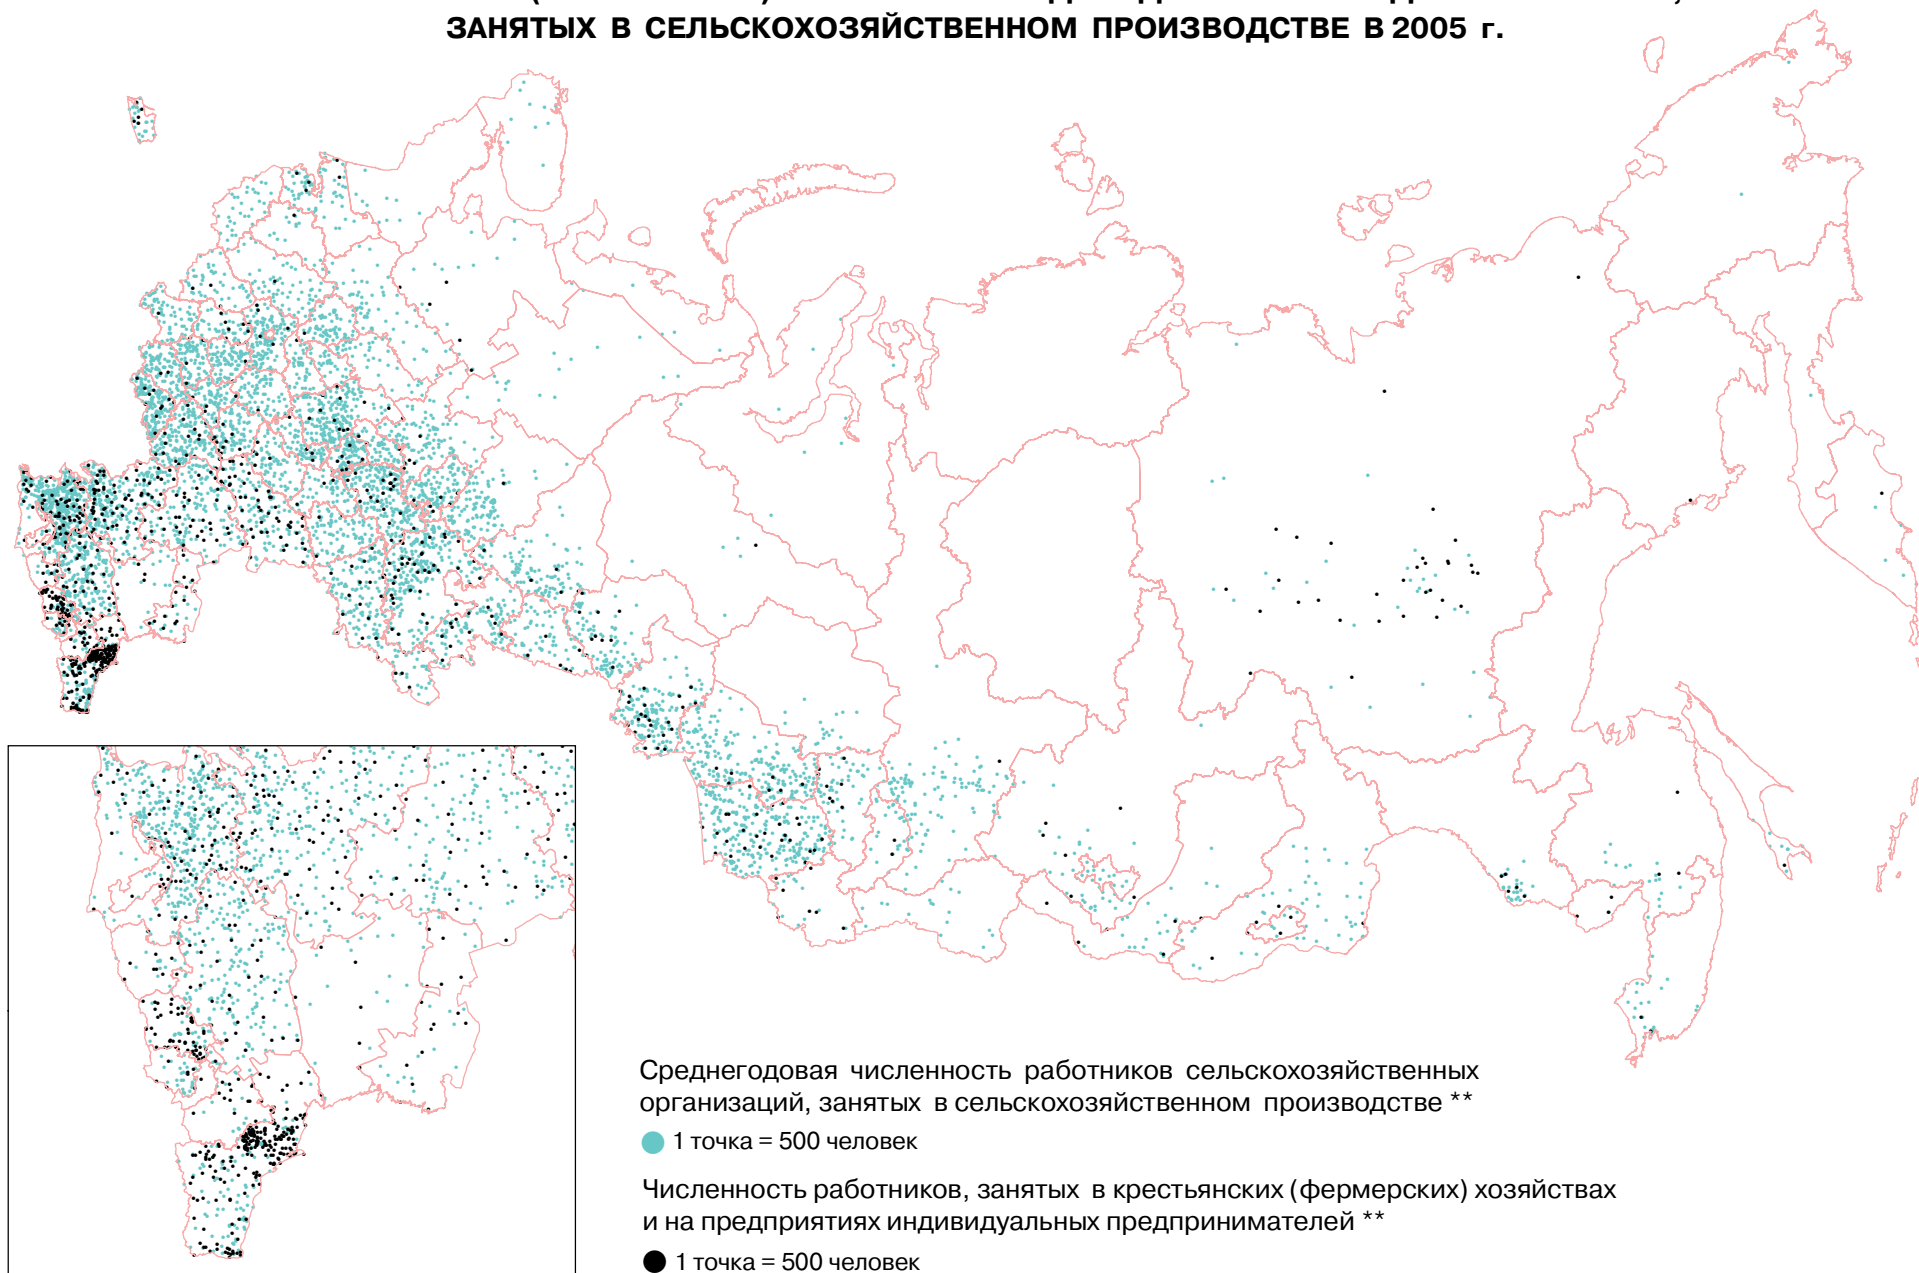 ЗАНЯТЫХ В СЕЛЬСКОХОЗЯЙСТВЕННОМ ПРОИЗВОДСТВЕ В 2005 г.
Среднегодовая численность работников сельскохозяйственных
организаций, занятых в сельскохозяйственном производстве **
1 точка = 500 человек
Численность работников, занятых в крестьянских (фермерских) хозяйствах
и на предприятиях индивидуальных предпринимателей **
1 точка = 500 человек